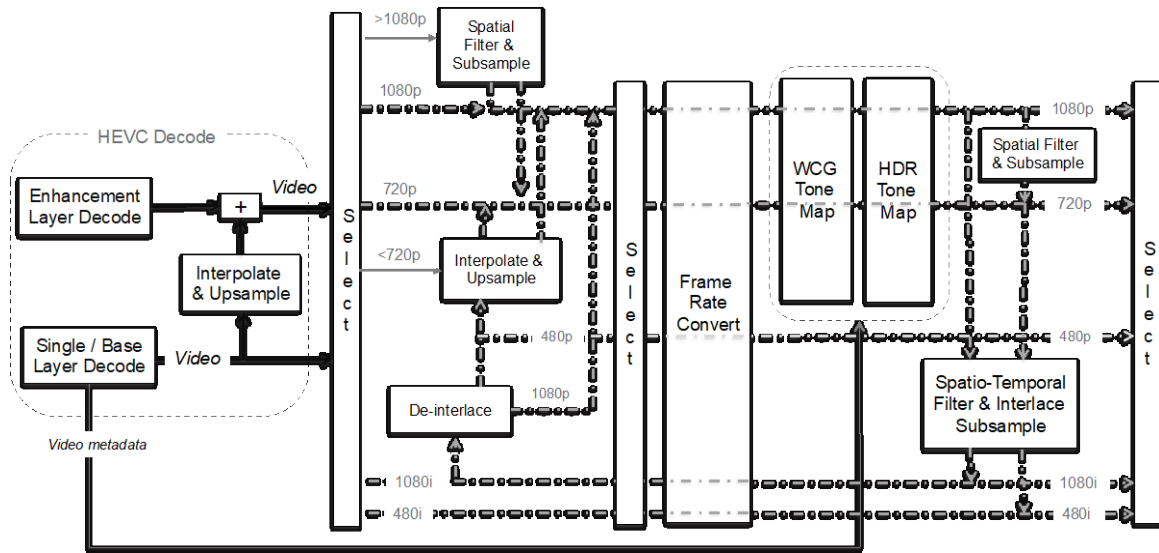 >1080p
Spatial
Filter &
Subsample
1080p
1080p
HEVC Decode
Enhancement
Layer Decode
+
Video
Interpolate
& Upsample
Single / Base
Layer Decode
Video
Video metadata
S
e
l
e
c
t
720p
<720p
Interpolate &
Upsample
480p
De-interlace
1080p
1080i
480i
S
e
l
e
c
t
Frame
Rate
Convert
WCG
Tone
Map
HDR
Tone
Map
Spatial Filter
& Subsample
720p
480p
Spatio-Temporal
Filter & Interlace
Subsample
1080i
480i
S
e
l
e
c
t